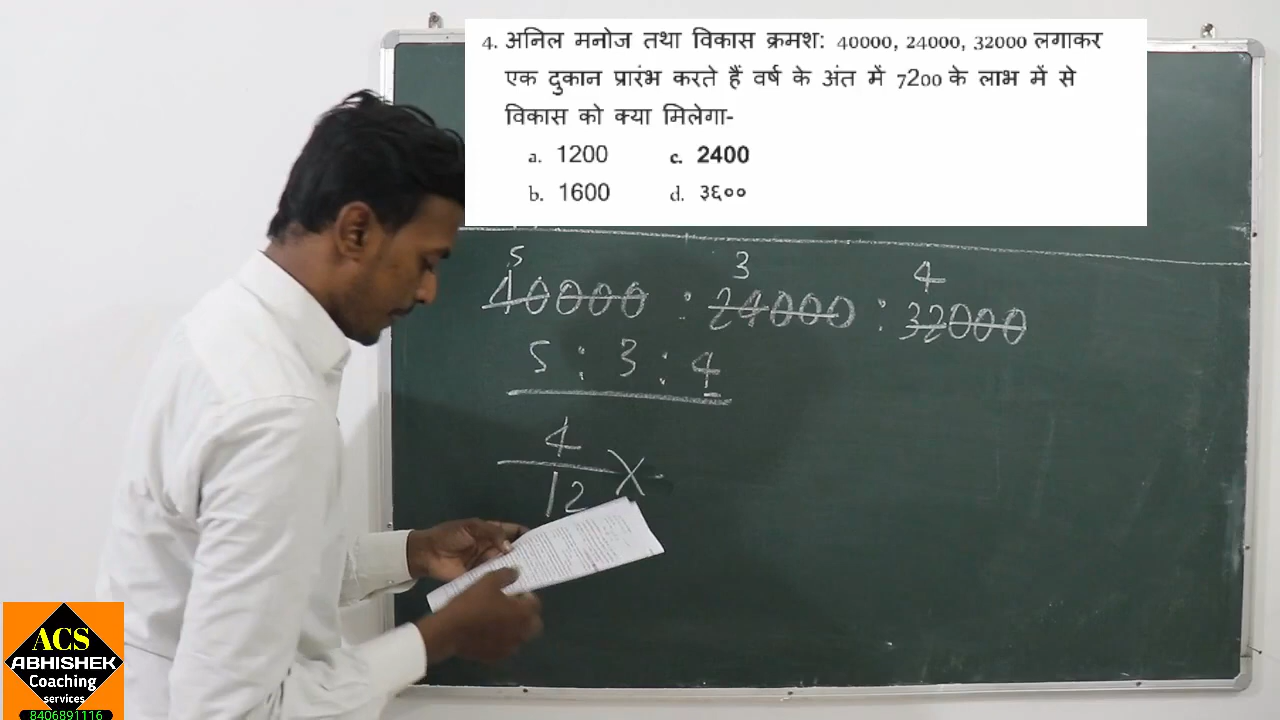 4. अनिल मनोज तथा विकास क्रमश: 40000, 24000, 32000 लगाकर
एक दुकान प्रारंभ करते हैं वर्ष के अंत में 7200 के लाभ में से
विकास को क्या मिलेगा-
a. 1200 c. 2400
b. 1600 d. ३६००
5 3 4
40000 : 24000 : 32000
5 : 3 : 4
4
12 ×
ACS
ABHISHEK
Coaching
services
8406891116